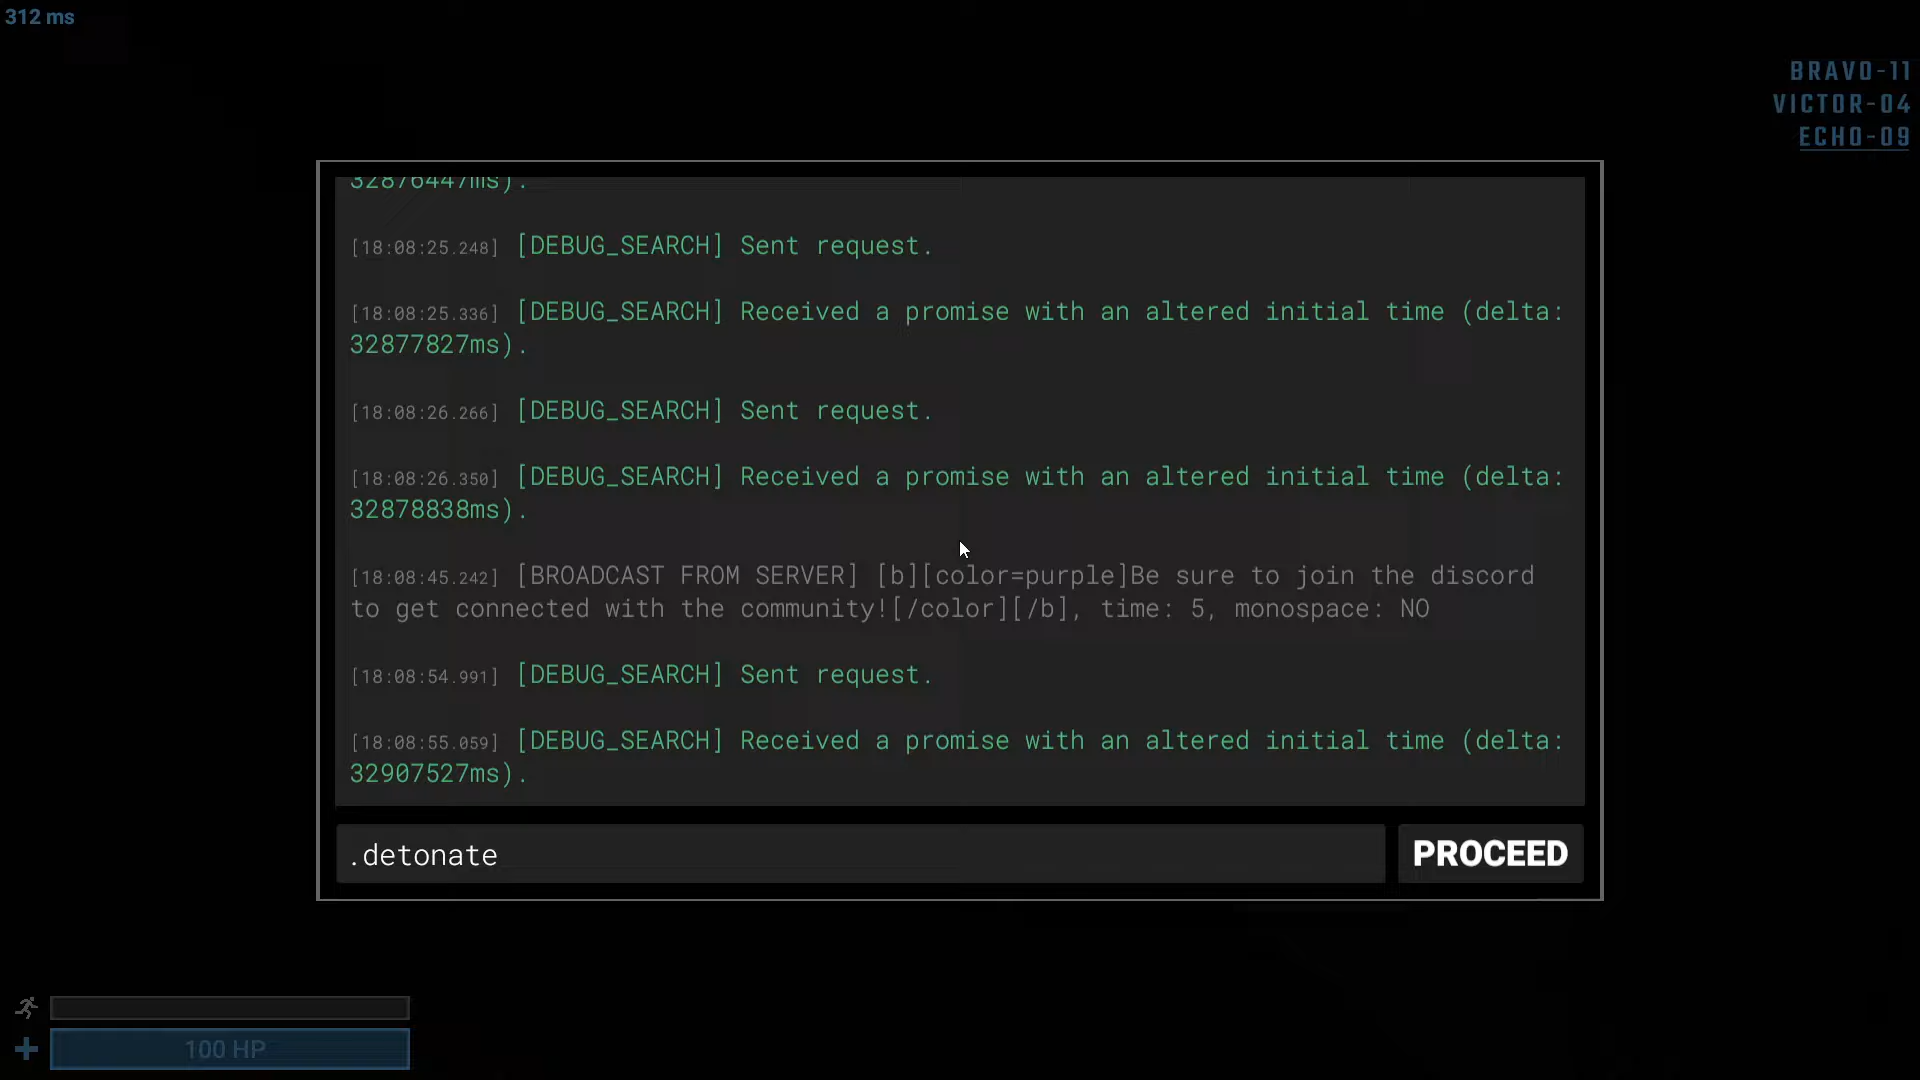 312 ms
BRAVO-11
VICTOR-04
ECHO-09
32876447ms).
[18:08:25.248] [DEBUG_SEARCH] Sent request.
[18:08:25.336] [DEBUG_SEARCH] Received a promise with an altered initial time (delta:
32877827ms).
[18:08:26.266] [DEBUG_SEARCH] Sent request.
[18:08:26.350] [DEBUG_SEARCH] Received a promise with an altered initial time (delta:
32878838ms).
[18:08:45.242] [BROADCAST FROM SERVER] [b][color=purple]Be sure to join the discord
to get connected with the community![/color][/b], time: 5, monospace: NO
[18:08:54.991] [DEBUG_SEARCH] Sent request.
[18:08:55.059] [DEBUG_SEARCH] Received a promise with an altered initial time (delta:
32907527ms).
.detonate
PROCEED
100 HP